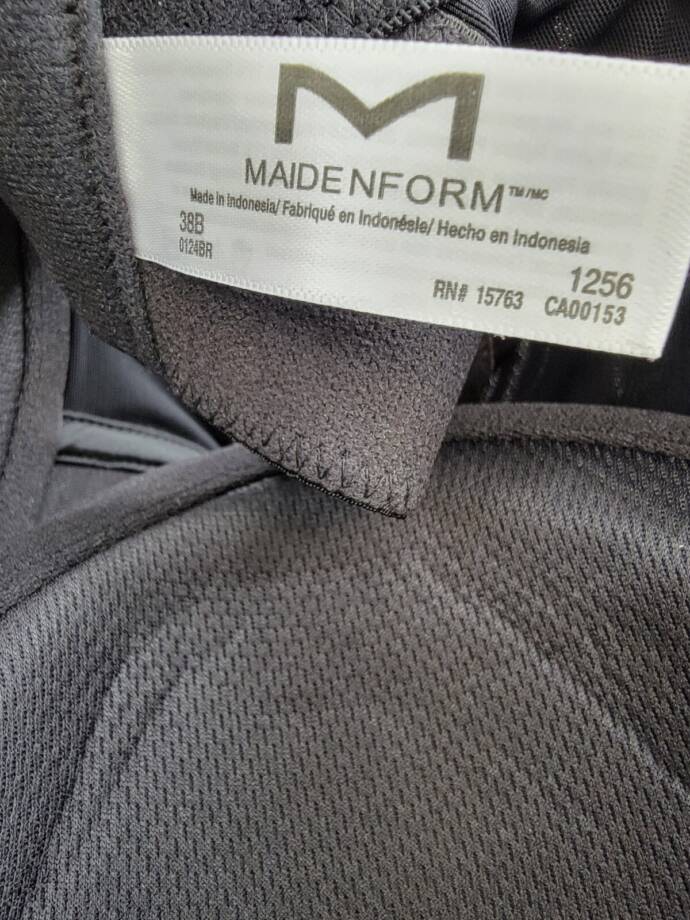 MAIDENFORM™/MC
Made in Indonesia/ Fabriqué en Indonésie/ Hecho en Indonesia
38B
0124BR
1256
RN# 15763 CA00153